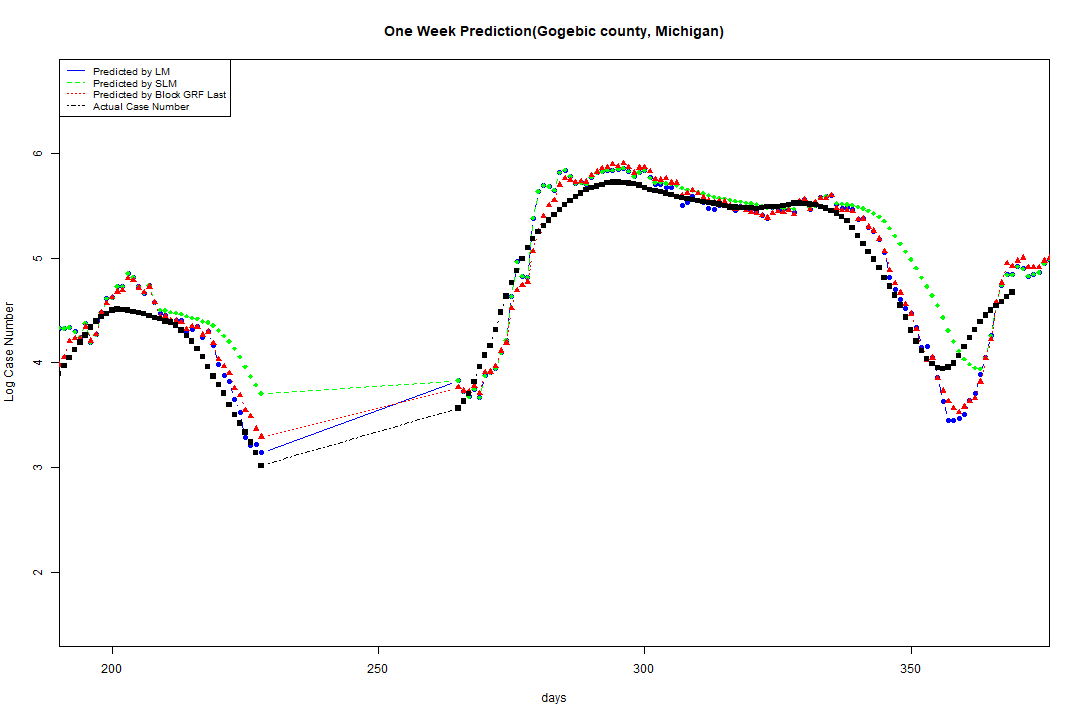 One Week Prediction(Gogebic county, Michigan)
Predicted by LM
Predicted by SLM
Predicted by Block GRF Last
Actual Case Number
Log Case Number
6
5
4
3
2
200
250
300
350
days